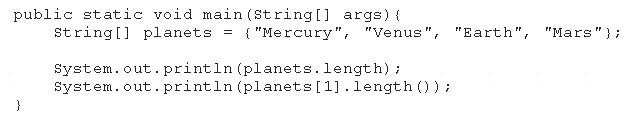 public static void main(String[] args){
String[] planets = {"Mercury", "Venus", "Earth", "Mars"};
System.out.println(planets.length);
System.out.println(planets[1].length());
}